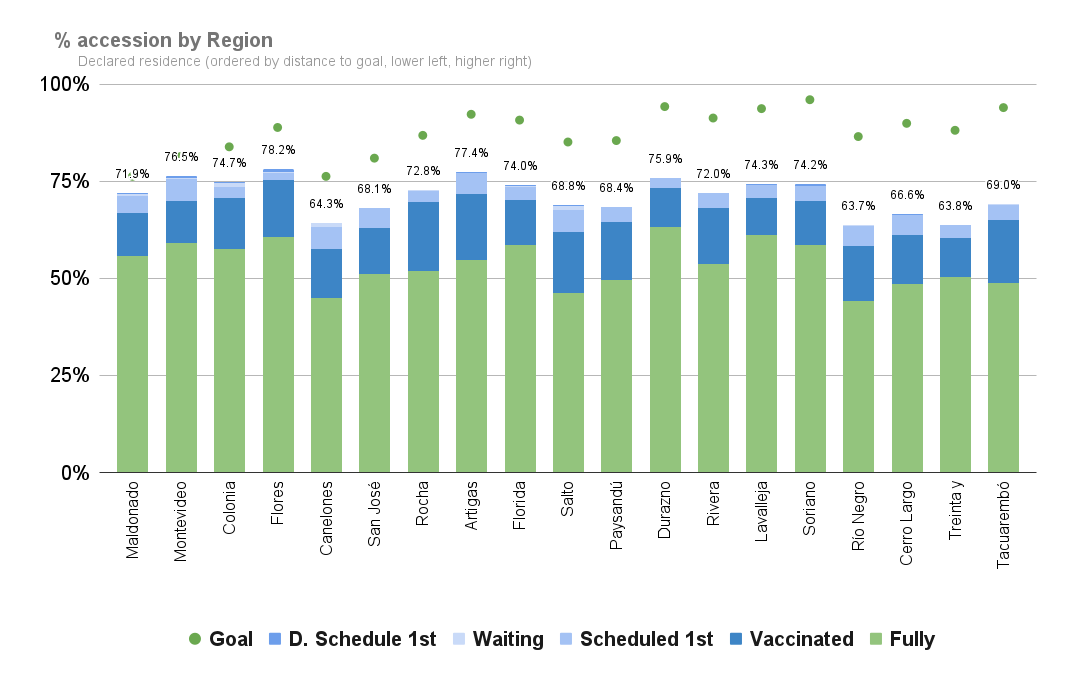 % accession by Region
Declared residence (ordered by distance to goal, lower left, higher right)
100%
75%
50%
25%
0%
71.9%
76.5%
74.7%
78.2%
64.3%
68.1%
72.8%
77.4%
74.0%
68.8%
68.4%
75.9%
72.0%
74.3%
74.2%
63.7%
66.6%
63.8%
69.0%
Maldonado
Montevideo
Colonia
Flores
Canelones
San José
Rocha
Artigas
Florida
Salto
Paysandú
Durazno
Rivera
Lavalleja
Soriano
Río Negro
Cerro Largo
Treinta y
Tacuarembó
Goal D. Schedule 1st Waiting Scheduled 1st Vaccinated Fully